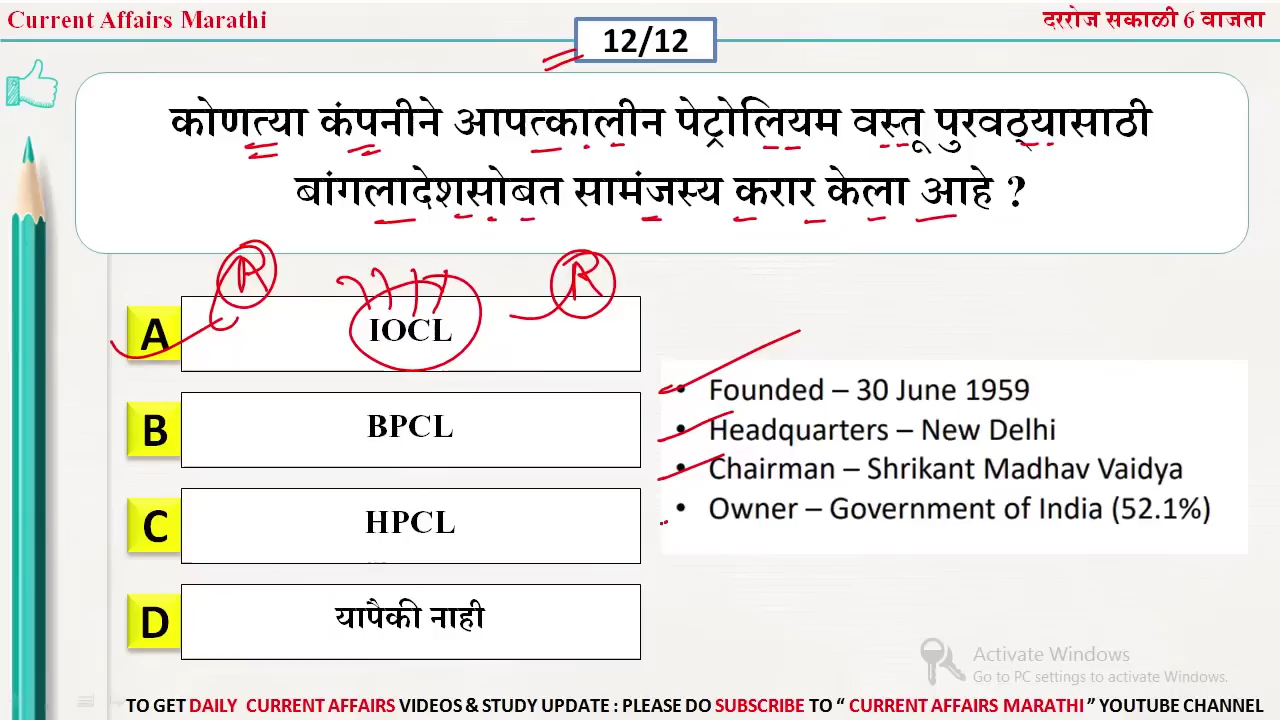 Current Affairs Marathi
दररोज सकाळी 6 वाजता
12/12
कोणत्या कंपनीने आपत्कालीन पेट्रोलियम वस्तू पुरवठ्यासाठी
बांगलादेशसोबत सामंजस्य करार केला आहे ?
R
R
A
IOCL
B
BPCL
C
HPCL
D
यापैकी नाही
• Founded – 30 June 1959
• Headquarters – New Delhi
• Chairman – Shrikant Madhav Vaidya
• Owner – Government of India (52.1%)
Activate Windows
Go to PC settings to activate Windows.
TO GET DAILY CURRENT AFFAIRS VIDEOS & STUDY UPDATE : PLEASE DO SUBSCRIBE TO “ CURRENT AFFAIRS MARATHI ” YOUTUBE CHANNEL